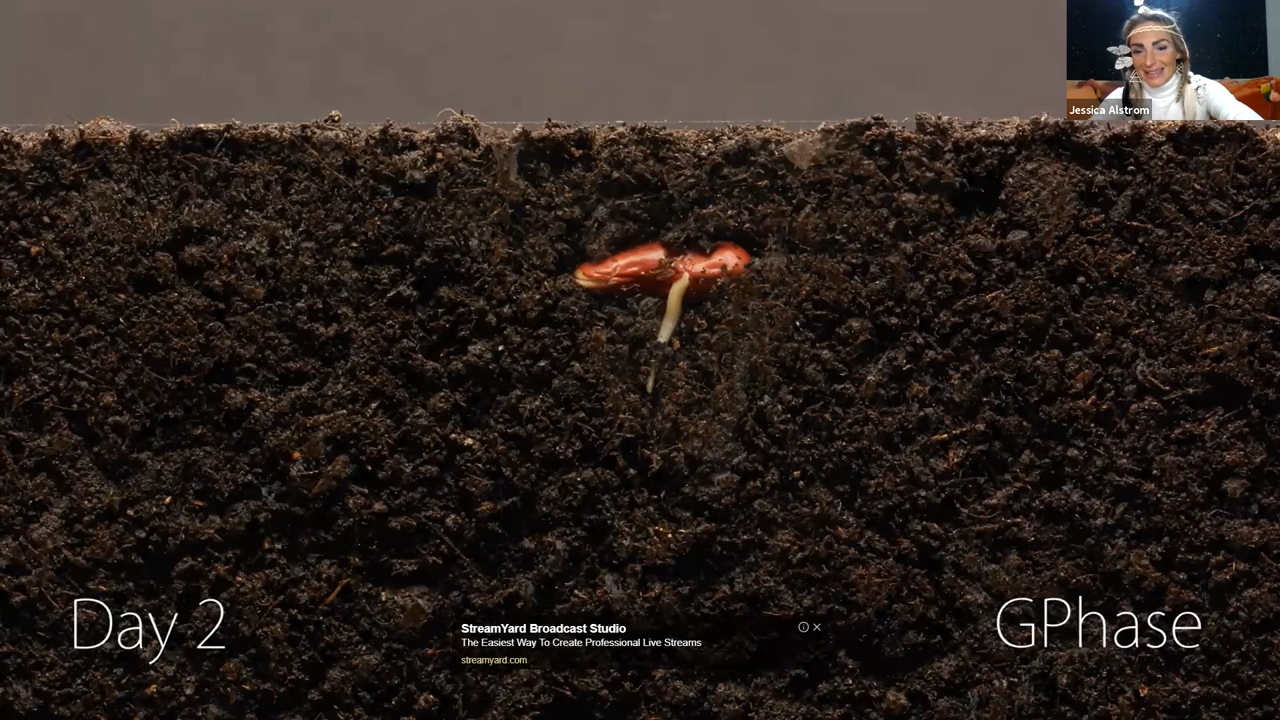 Jessica Alstrom
Day 2
GPhase
StreamYard Broadcast Studio
The Easiest Way To Create Professional Live Streams
streamyard.com